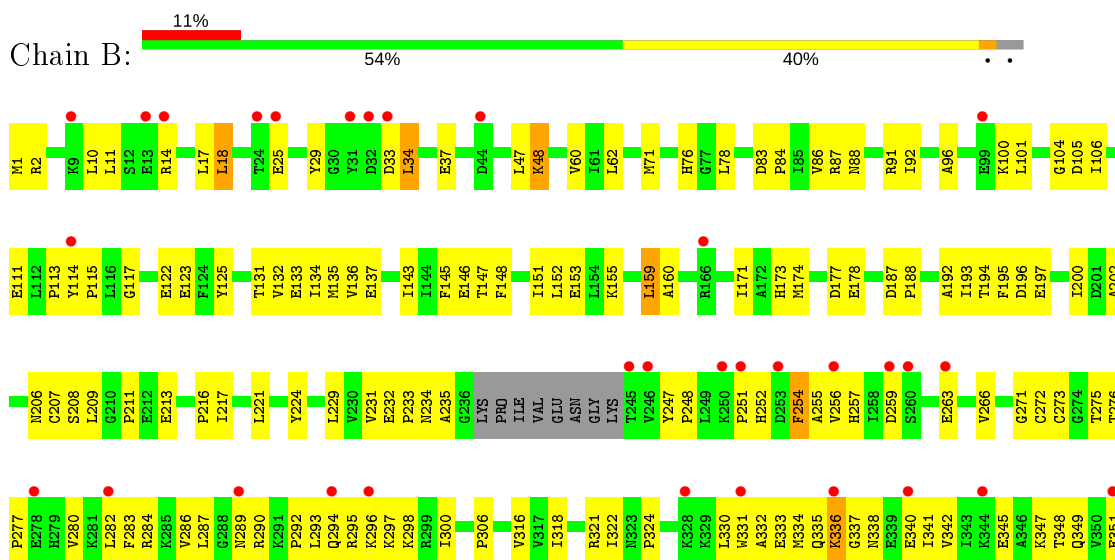 11%
Chain B:
54% 40% • •
M1 R2 K9 L10 L11 S12 E13 R14 L17 L18 T24 E25 Y29 G30 Y31 D32 D33 L34 E37 D44 L47 K48 V60 I61 L62 M71 H76 G77 L78 D83 P84 I85 V86 R87 N88 R91 I92 A96 E99 K100 L101 G104 D105 I106
E111 L112 P113 Y114 P115 L116 G117 E122 E123 F124 Y125 T131 V132 E133 I134 M135 V136 E137 I143 I144 F145 E146 T147 F148 I151 L152 E153 L154 K155 L159 A160 R166 I171 A172 H173 M174 D177 E178 D187 P188 A192 I193 T194 F195 D196 E197 I200 D201 A202
N206 C207 S208 L209 G210 P211 E212 E213 P216 I217 L221 Y224 L229 V230 V231 E232 P233 N234 A235 G236 LYS PRO ILE VAL GLU ASN GLY LYS T245 V246 Y247 P248 L249 K250 P251 H252 D253 F254 A255 V256 H257 I258 D259 S260 E263 V266 G271 C272 C273 G274 T275 T276
P277 E278 H279 V280 K281 L282 F283 R284 K285 V286 L287 G288 N289 R290 K291 P292 L293 Q294 R295 K296 K297 K298 R299 I300 P306 V316 V317 I318 R321 I322 N323 P324 K328 K329 L330 W331 A332 E333 M334 Q335 K336 G337 N338 E339 E340 I341 V342 I343 K344 E345 A346 K347 T348 Q349 V350